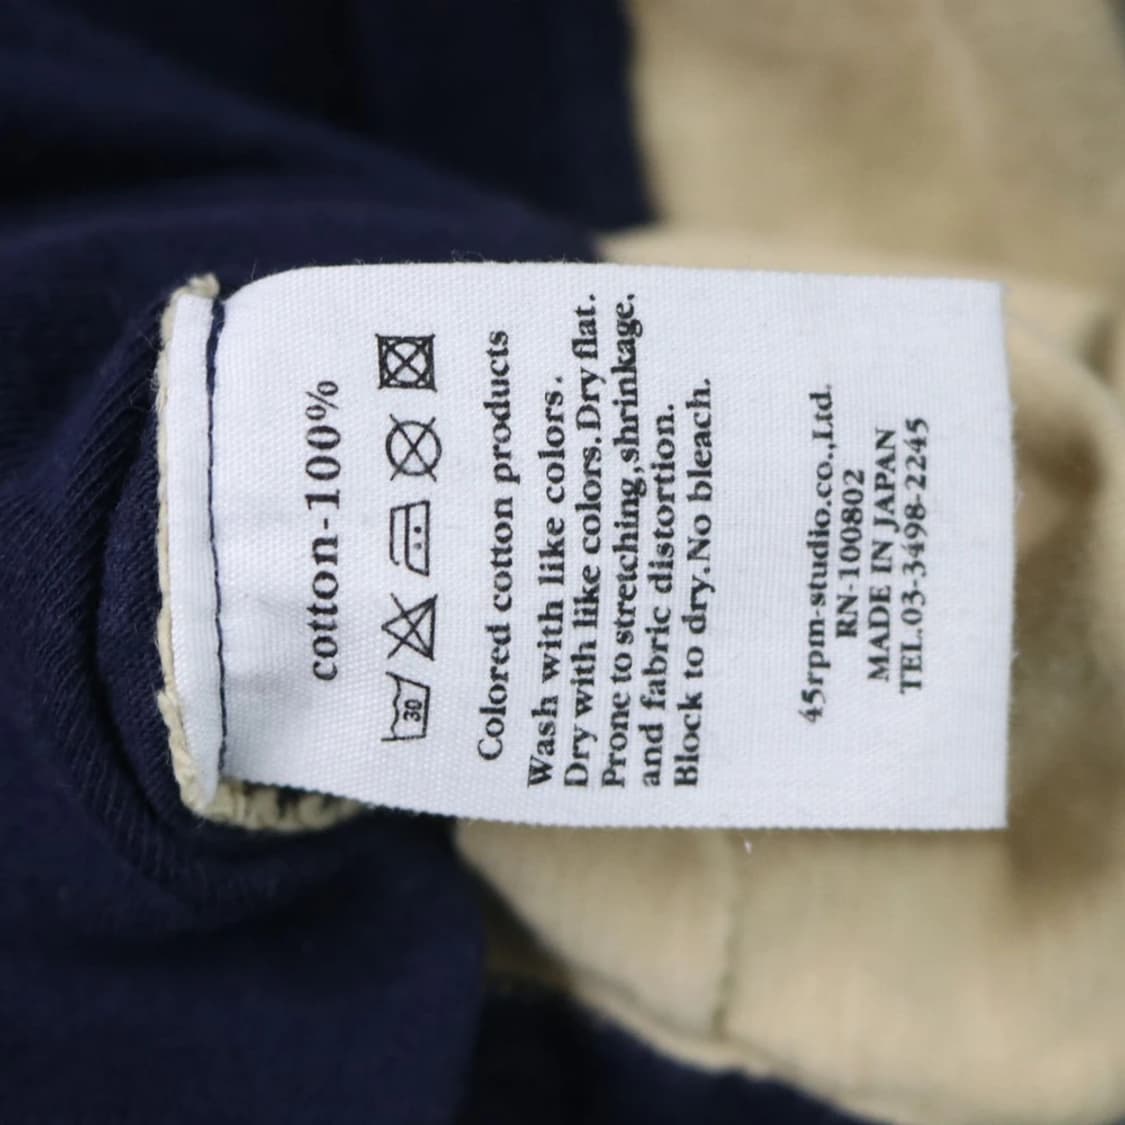 cotton-100%
30
Colored cotton products
Wash with like colors.
Dry with like colors.Dry flat.
Prone to stretching,shrinkage,
and fabric distortion.
Block to dry.No bleach.
45rpm-studio.co.,Ltd.
RN-100802
MADE IN JAPAN
TEL.03-3498-2245